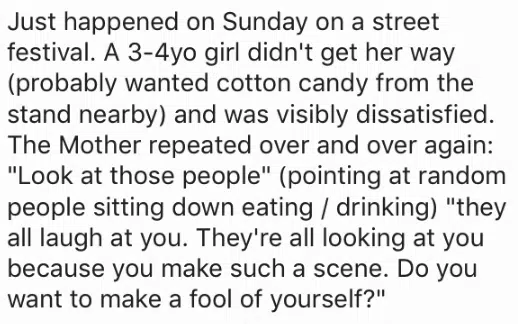 Just happened on Sunday on a street
festival. A 3-4yo girl didn't get her way
(probably wanted cotton candy from the
stand nearby) and was visibly dissatisfied.
The Mother repeated over and over again:
"Look at those people" (pointing at random
people sitting down eating / drinking) "they
all laugh at you. They're all looking at you
because you make such a scene. Do you
want to make a fool of yourself?"